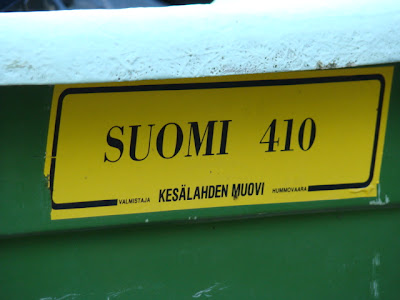 SUOMI 410
VALMISTAJA KESÄLAHDEN MUOVI HUMMOVAARA